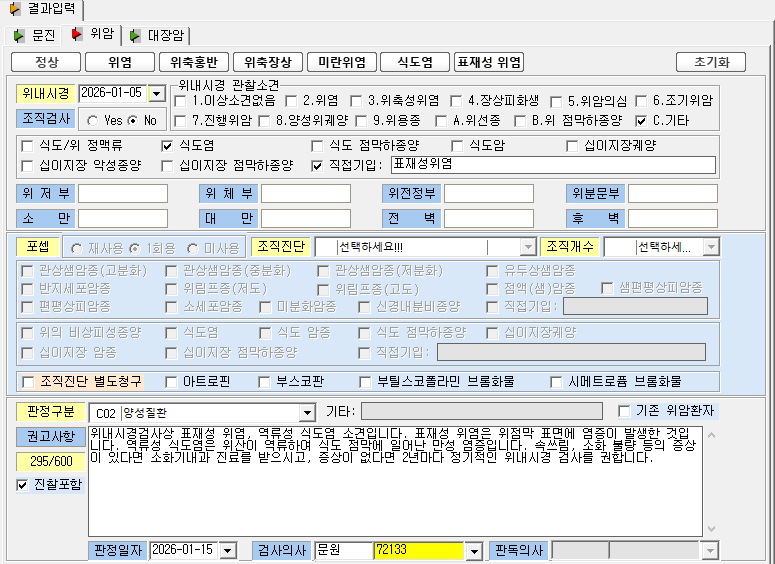 결과입력
문진 위암 대장암
정상 위염 위축홍반 위축장상 미란위염 식도염 표재성 위염 초기화
위내시경 2026-01-05 위내시경 관찰소견
1.이상소견없음 2.위염 3.위축성위염 4.장상피화생 5.위암의심 6.조기위암
조직검사 Yes No 7.진행위암 8.양성위궤양 9.위용종 A.위선종 B.위 점막하종양 C.기타
식도/위 정맥류 식도염 식도 점막하종양 식도암 십이지장궤양
십이지장 악성종양 십이지장 점막하종양 직접기입: 표재성위염
위 저 부 위 체 부 위전정부 위분문부
소 만 대 만 전 벽 후 벽
포셉 재사용 1회용 미사용 조직진단 선택하세요!!! 조직개수 선택하세...
관상샘암종(고분화) 관상샘암종(중분화) 관상샘암종(저분화) 유두상샘암종
반지세포암종 위림프종(저도) 위림프종(고도) 점액(샘)암종 샘편평상피암종
편평상피암종 소세포암종 미분화암종 신경내분비종양 직접기입:
위의 비상피성종양 식도염 식도 암종 식도 점막하종양 십이지장궤양
십이지장 암종 십이지장 점막하종양 직접기입:
조직진단 별도청구 아트로핀 부스코판 부틸스코폴라민 브롬화물 시메트로퓸 브롬화물
판정구분 C02 양성질환 기타: 기존 위암환자
권고사항 위내시경검사상 표재성 위염, 역류성 식도염 소견입니다. 표재성 위염은 위점막 표면에 염증이 발생한 것입
니다. 역류성 식도염은 위산이 역류하여 식도 점막에 일어난 만성 염증입니다. 속쓰림, 소화 불량 등의 증상
295/600 이 있다면 소화기내과 진료를 받으시고, 증상이 없다면 2년마다 정기적인 위내시경 검사를 권합니다.
진찰포함
판정일자 2026-01-15 검사의사 문원 72133 판독의사